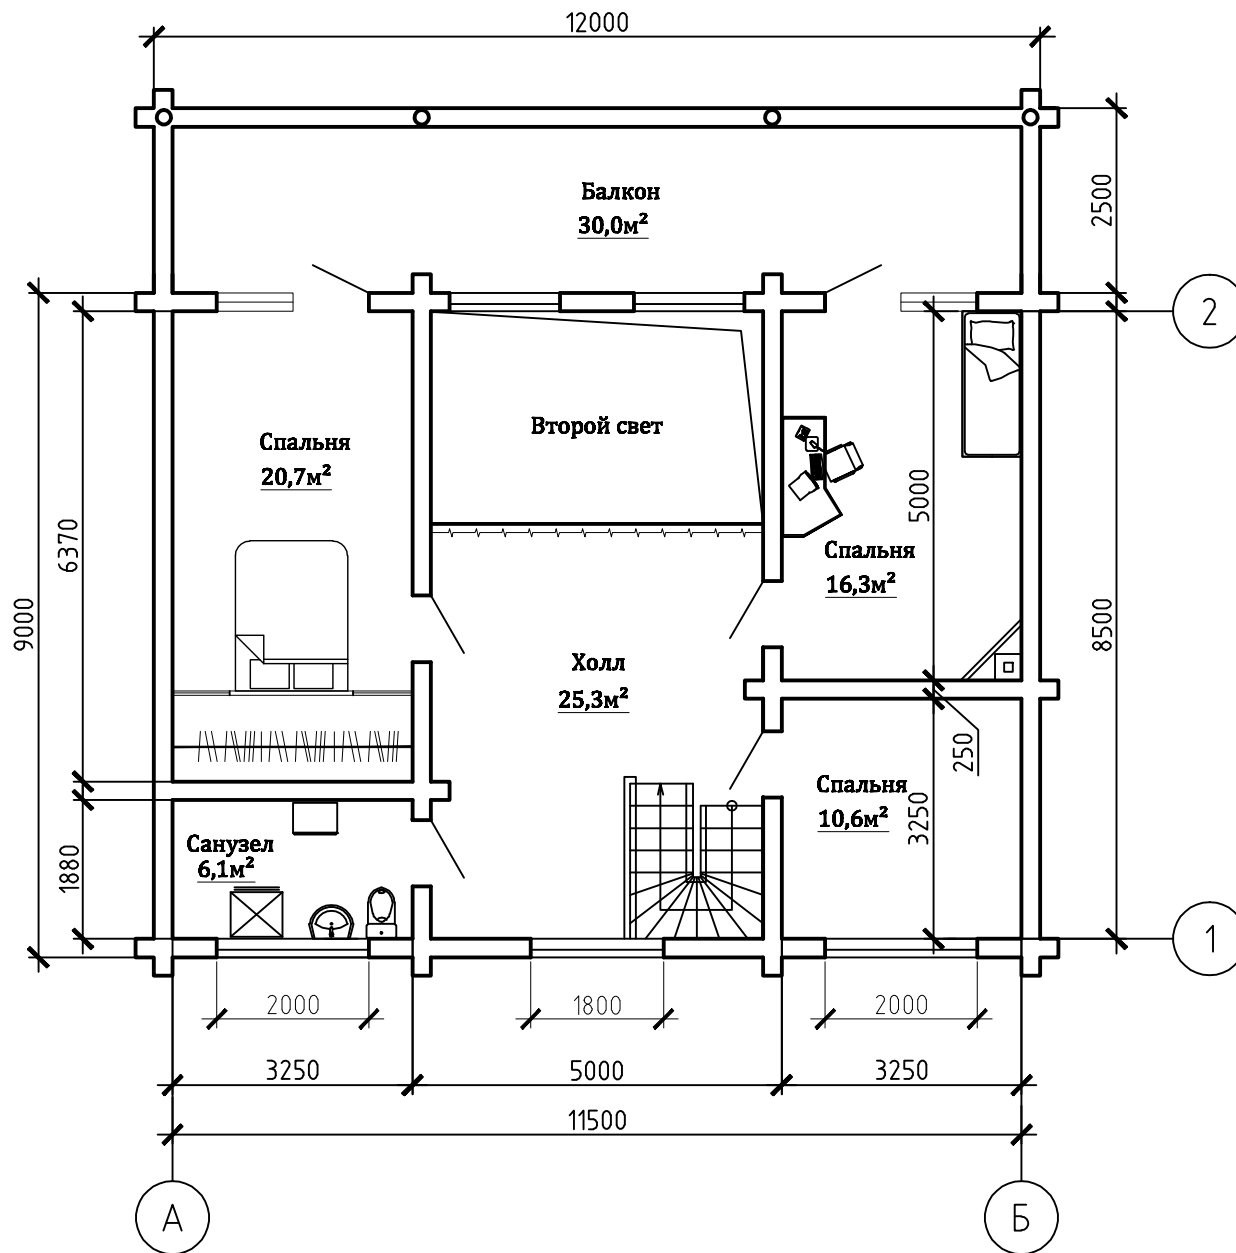 12000
Балкон
30,0м²
2500
2
Второй свет
Спальня
20,7м²
5000
6370
Спальня
16,3м²
9000
8500
Холл
25,3м²
250
Спальня
10,6м²
3250
Санузел
6,1м²
1880
1
2000
1800
2000
3250
5000
3250
11500
А
Б